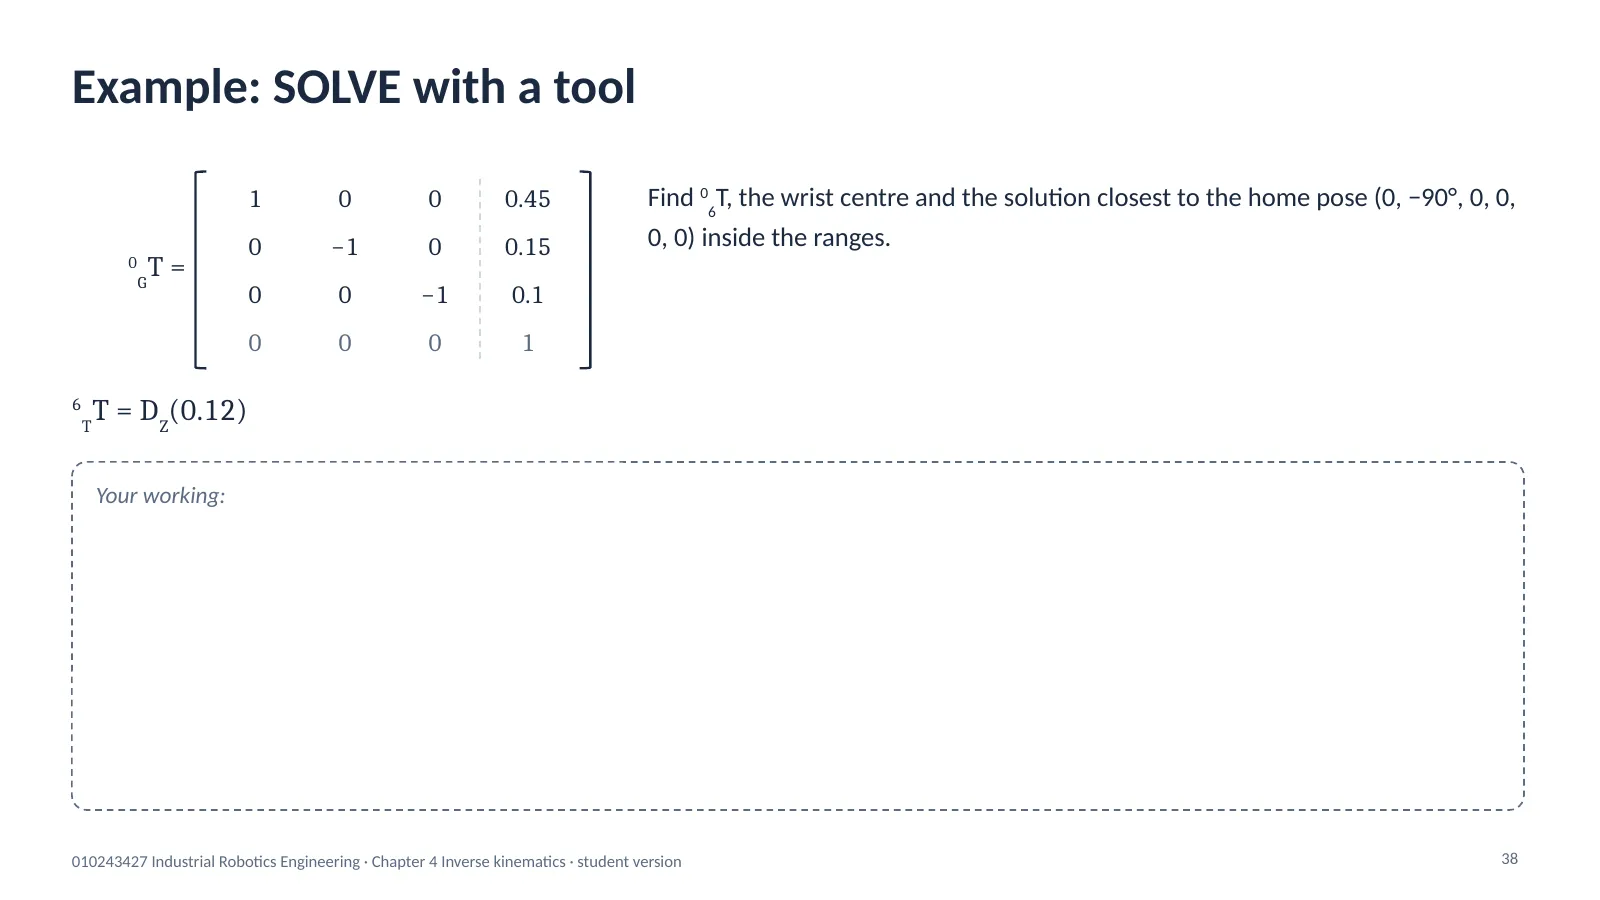 Example: SOLVE with a tool
⁰GT =
1 0 0 0.45
0 −1 0 0.15
0 0 −1 0.1
0 0 0 1
Find ⁰₆T, the wrist centre and the solution closest to the home pose (0, −90°, 0, 0,
0, 0) inside the ranges.
⁶TT = DZ(0.12)
Your working:
010243427 Industrial Robotics Engineering · Chapter 4 Inverse kinematics · student version
38